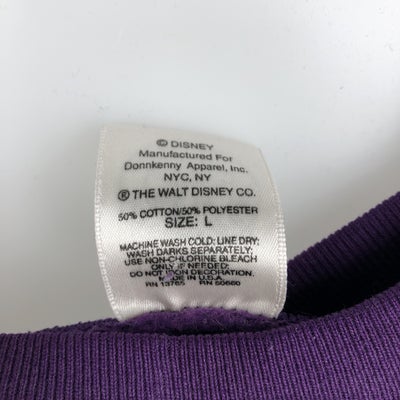 © DISNEY
Manufactured For
Donnkenny Apparel, Inc.
NYC, NY
® THE WALT DISNEY CO.
50% COTTON/50% POLYESTER
SIZE: L
MACHINE WASH COLD: LINE DRY:
WASH DARKS SEPARATELY:
USE NON-CHLORINE BLEACH
ONLY IF NEEDED:
DO NOT IRON DECORATION.
MADE IN U.S.A.
RN 13765 RN 50660